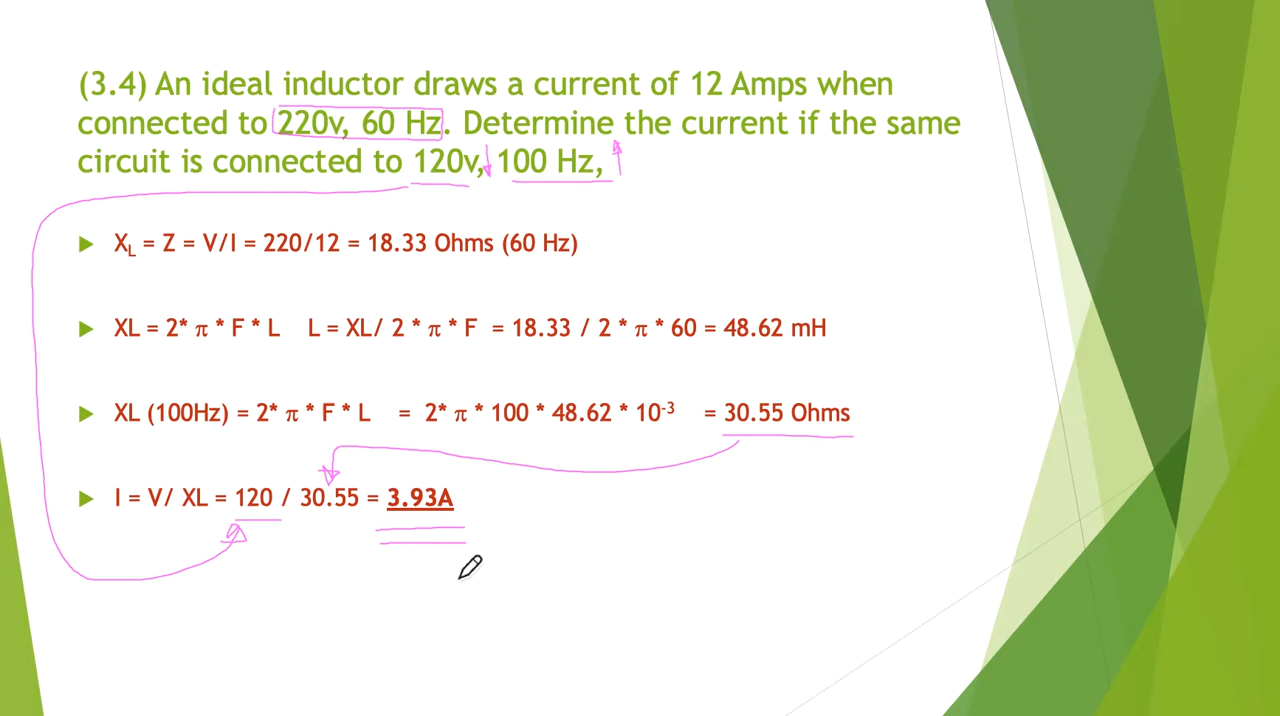 (3.4) An ideal inductor draws a current of 12 Amps when
connected to 220v, 60 Hz. Determine the current if the same
circuit is connected to 120v, 100 Hz,
XL = Z = V/I = 220/12 = 18.33 Ohms (60 Hz)
XL = 2* π * F * L L = XL/ 2 * π * F = 18.33 / 2 * π * 60 = 48.62 mH
XL (100Hz) = 2* π * F * L = 2* π * 100 * 48.62 * 10-3 = 30.55 Ohms
I = V/ XL = 120 / 30.55 = 3.93A